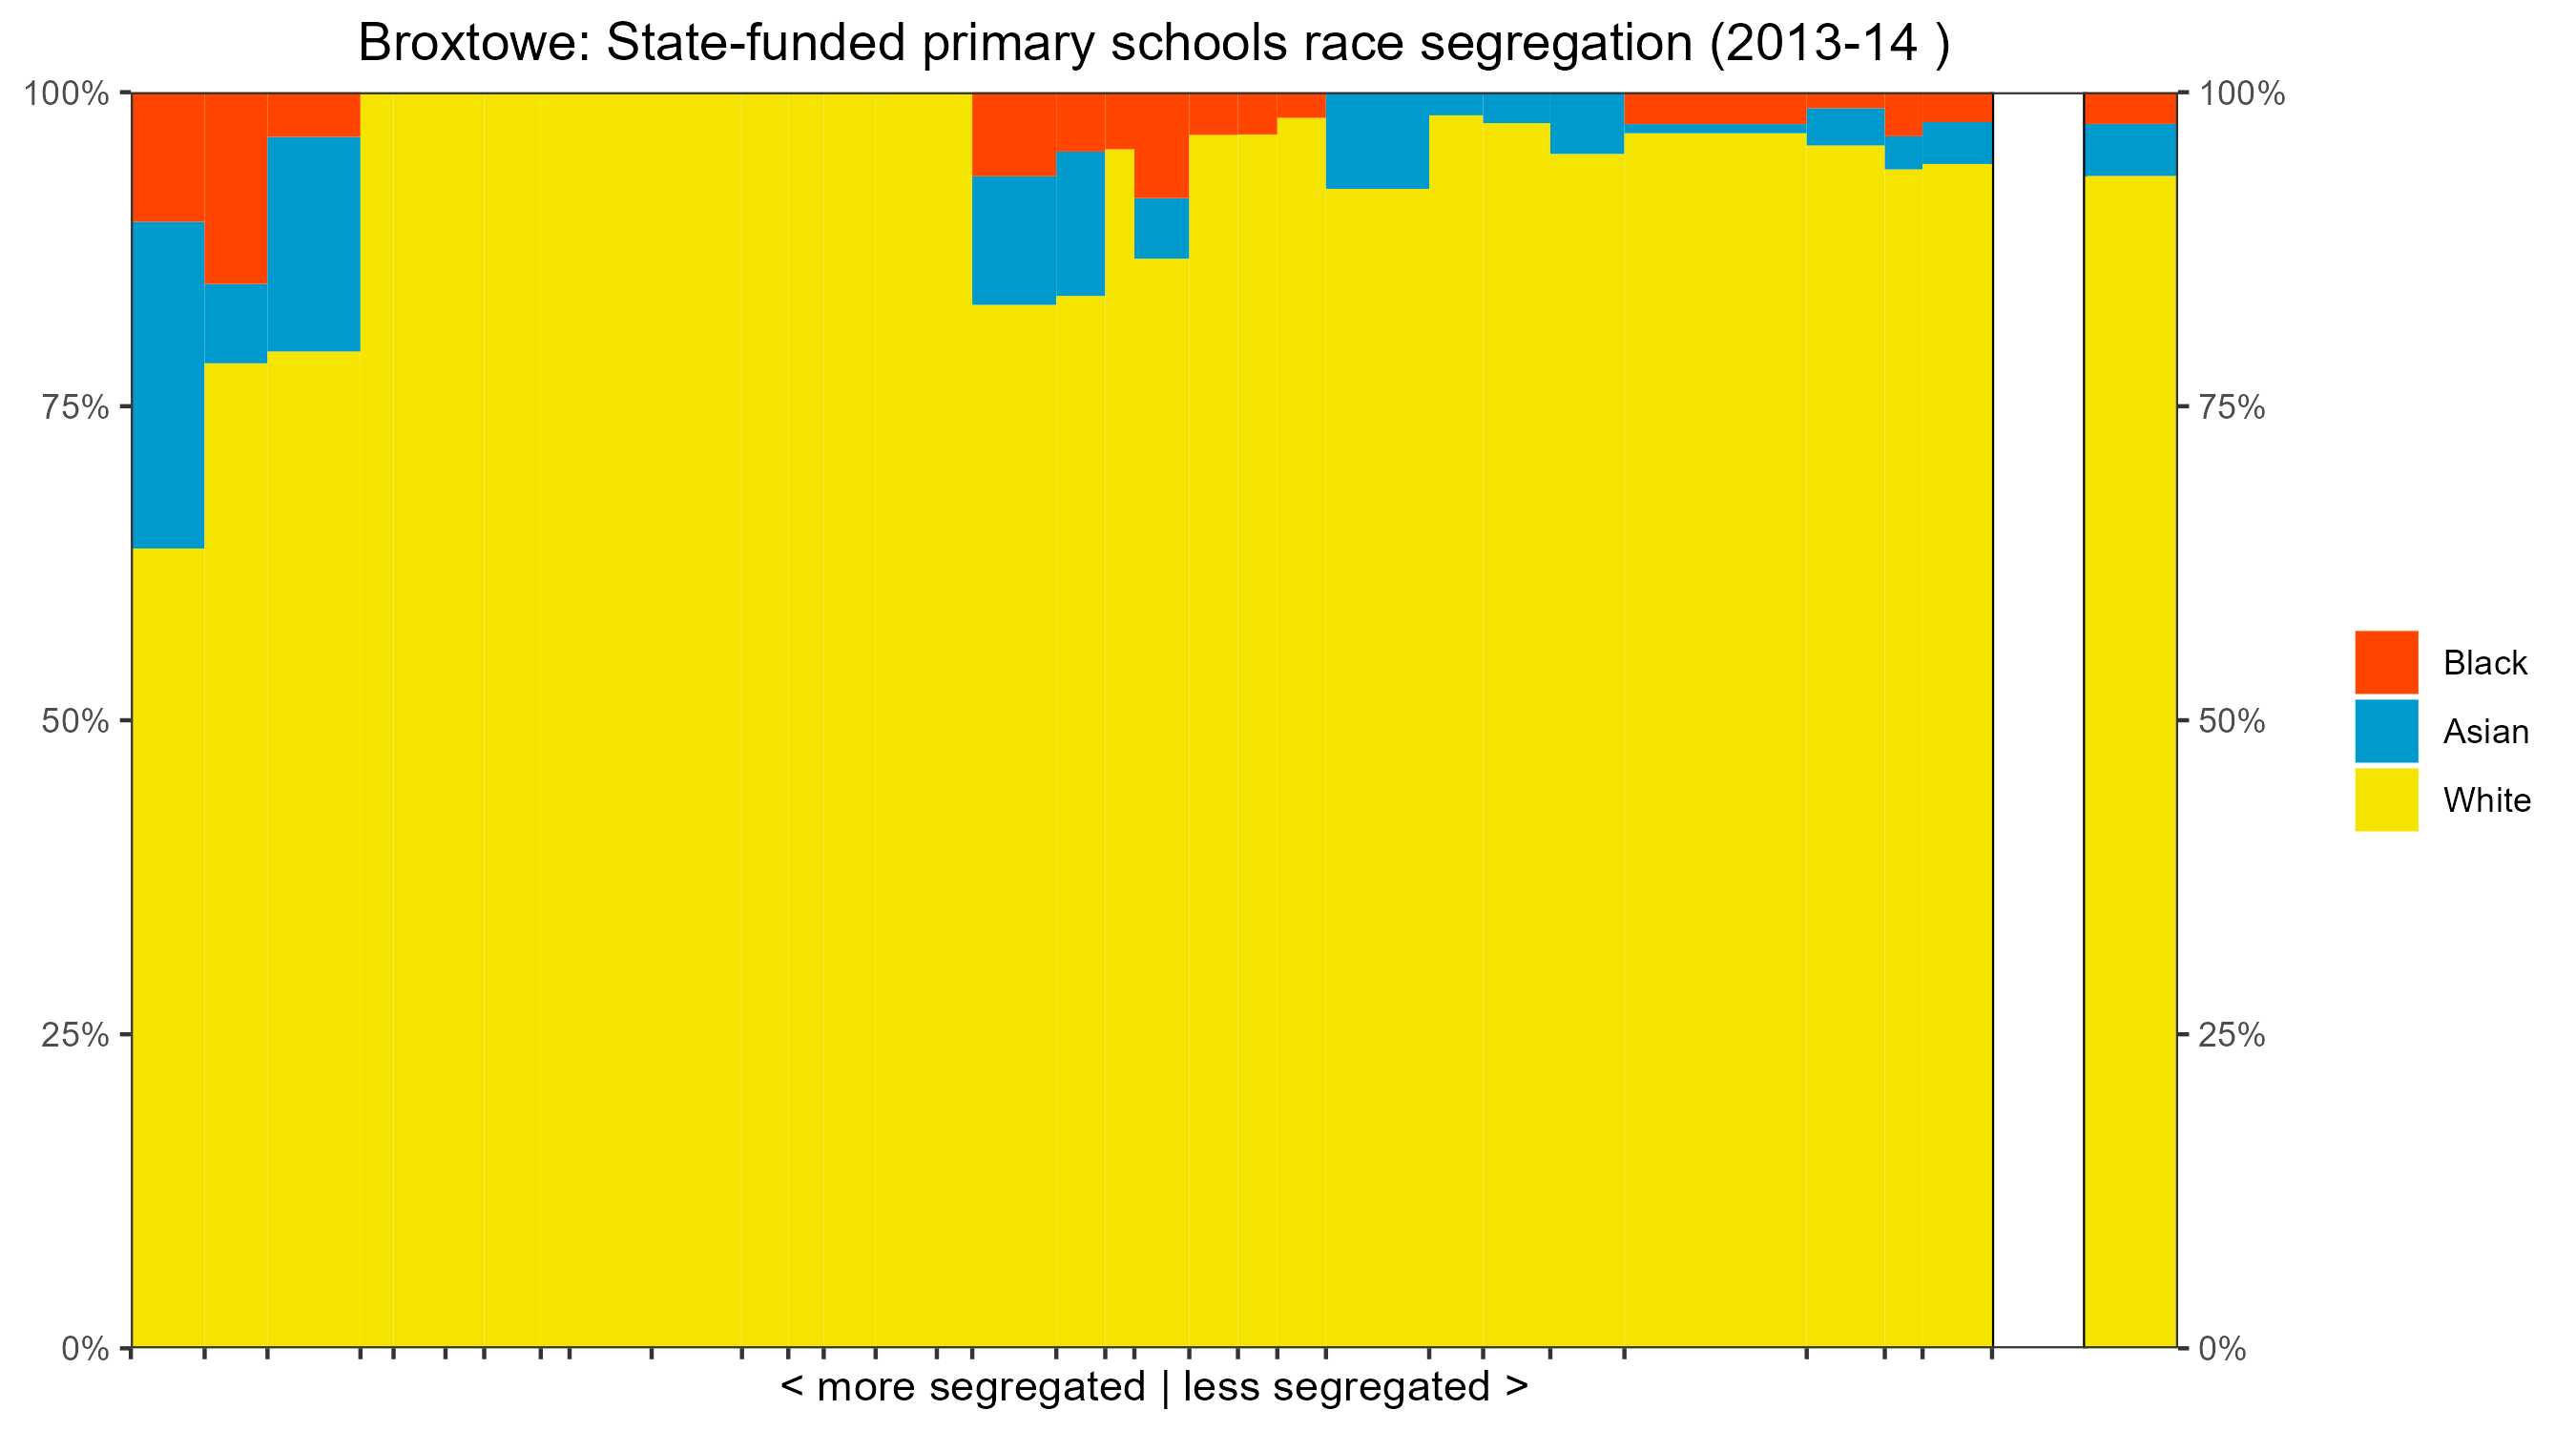 Broxtowe: State-funded primary schools race segregation (2013-14 )
100%
75%
50%
25%
0%
100%
75%
50%
25%
0%
Black
Asian
White
< more segregated | less segregated >